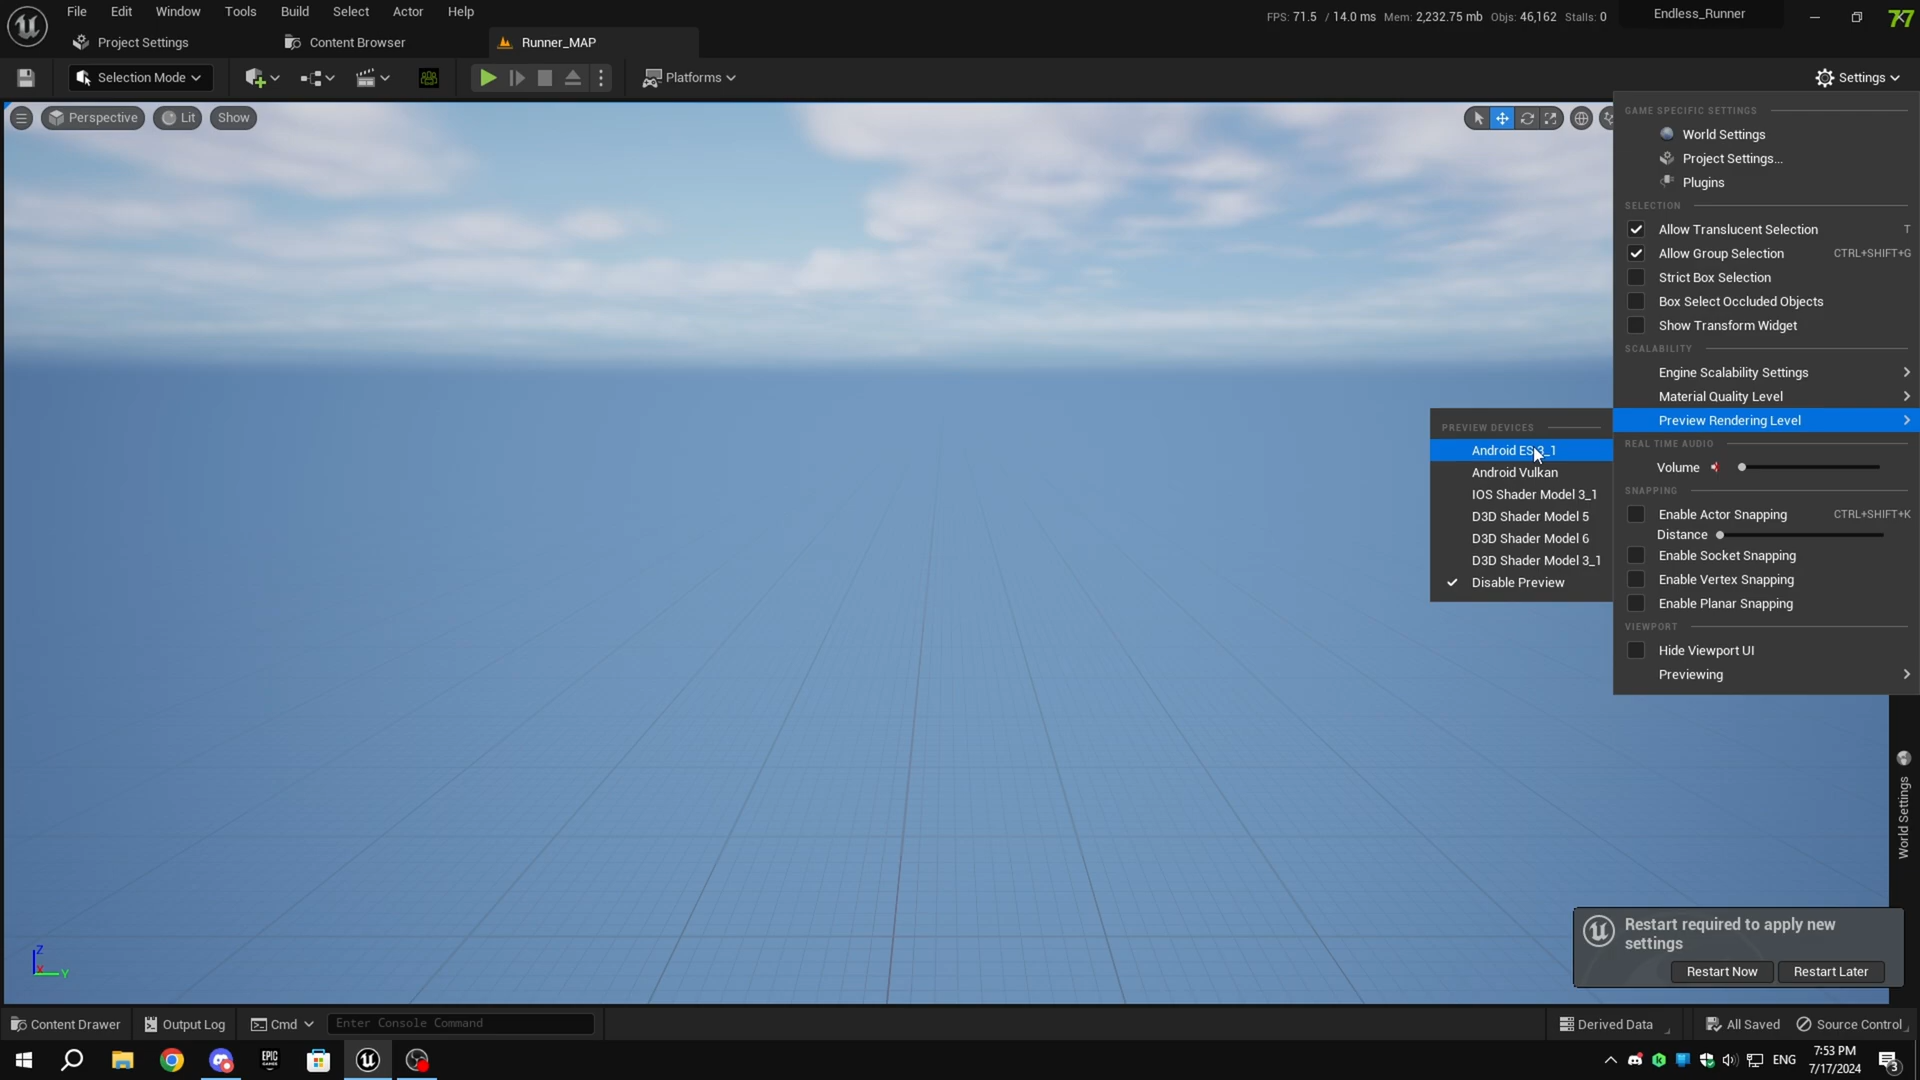 File Edit Window Tools Build Select Actor Help
FPS: 71.5 / 14.0 ms Mem: 2,232.75 mb Objs: 46,162 Stalls: 0
Endless_Runner
Project Settings
Content Browser
Runner_MAP
Selection Mode
Platforms
Settings
Perspective
Lit
Show
GAME SPECIFIC SETTINGS
World Settings
Project Settings...
Plugins
SELECTION
Allow Translucent Selection T
Allow Group Selection CTRL+SHIFT+G
Strict Box Selection
Box Select Occluded Objects
Show Transform Widget
SCALABILITY
Engine Scalability Settings
Material Quality Level
Preview Rendering Level
REAL TIME AUDIO
Volume
SNAPPING
Enable Actor Snapping CTRL+SHIFT+K
Distance
Enable Socket Snapping
Enable Vertex Snapping
Enable Planar Snapping
VIEWPORT
Hide Viewport UI
Previewing
PREVIEW DEVICES
Android ES 3_1
Android Vulkan
IOS Shader Model 3_1
D3D Shader Model 5
D3D Shader Model 6
D3D Shader Model 3_1
Disable Preview
World Settings
Restart required to apply new
settings
Restart Now
Restart Later
Z
X
Y
Content Drawer
Output Log
Cmd
Enter Console Command
Derived Data
All Saved
Source Control
EPIC
GAMES
ENG
7:53 PM
7/17/2024
3